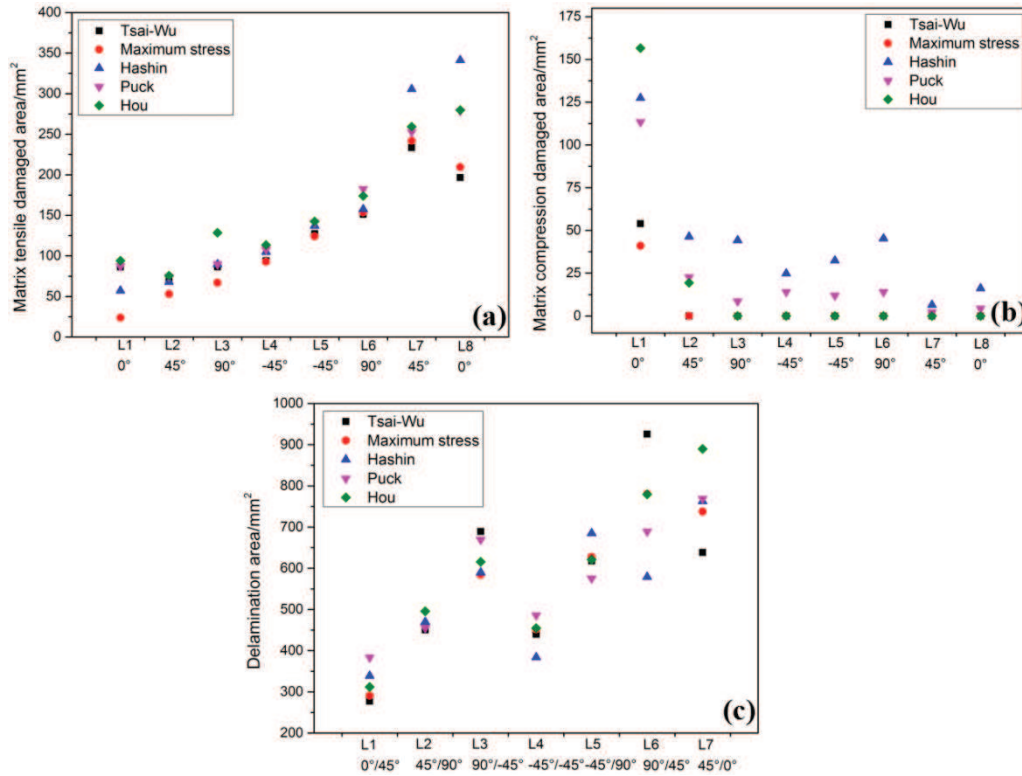 Matrix tensile damaged area/mm²
400
350
300
250
200
150
100
50
0
Tsai-Wu
Maximum stress
Hashin
Puck
Hou
(a)
L1 L2 L3 L4 L5 L6 L7 L8
0° 45° 90° -45° -45° 90° 45° 0°
Matrix compression damaged area/mm²
175
150
125
100
75
50
25
0
Tsai-Wu
Maximum stress
Hashin
Puck
Hou
(b)
L1 L2 L3 L4 L5 L6 L7 L8
0° 45° 90° -45° -45° 90° 45° 0°
Delamination area/mm²
1000
900
800
700
600
500
400
300
200
Tsai-Wu
Maximum stress
Hashin
Puck
Hou
(c)
L1 L2 L3 L4 L5 L6 L7
0°/45° 45°/90° 90°/-45° -45°/-45° -45°/90° 90°/45° 45°/0°